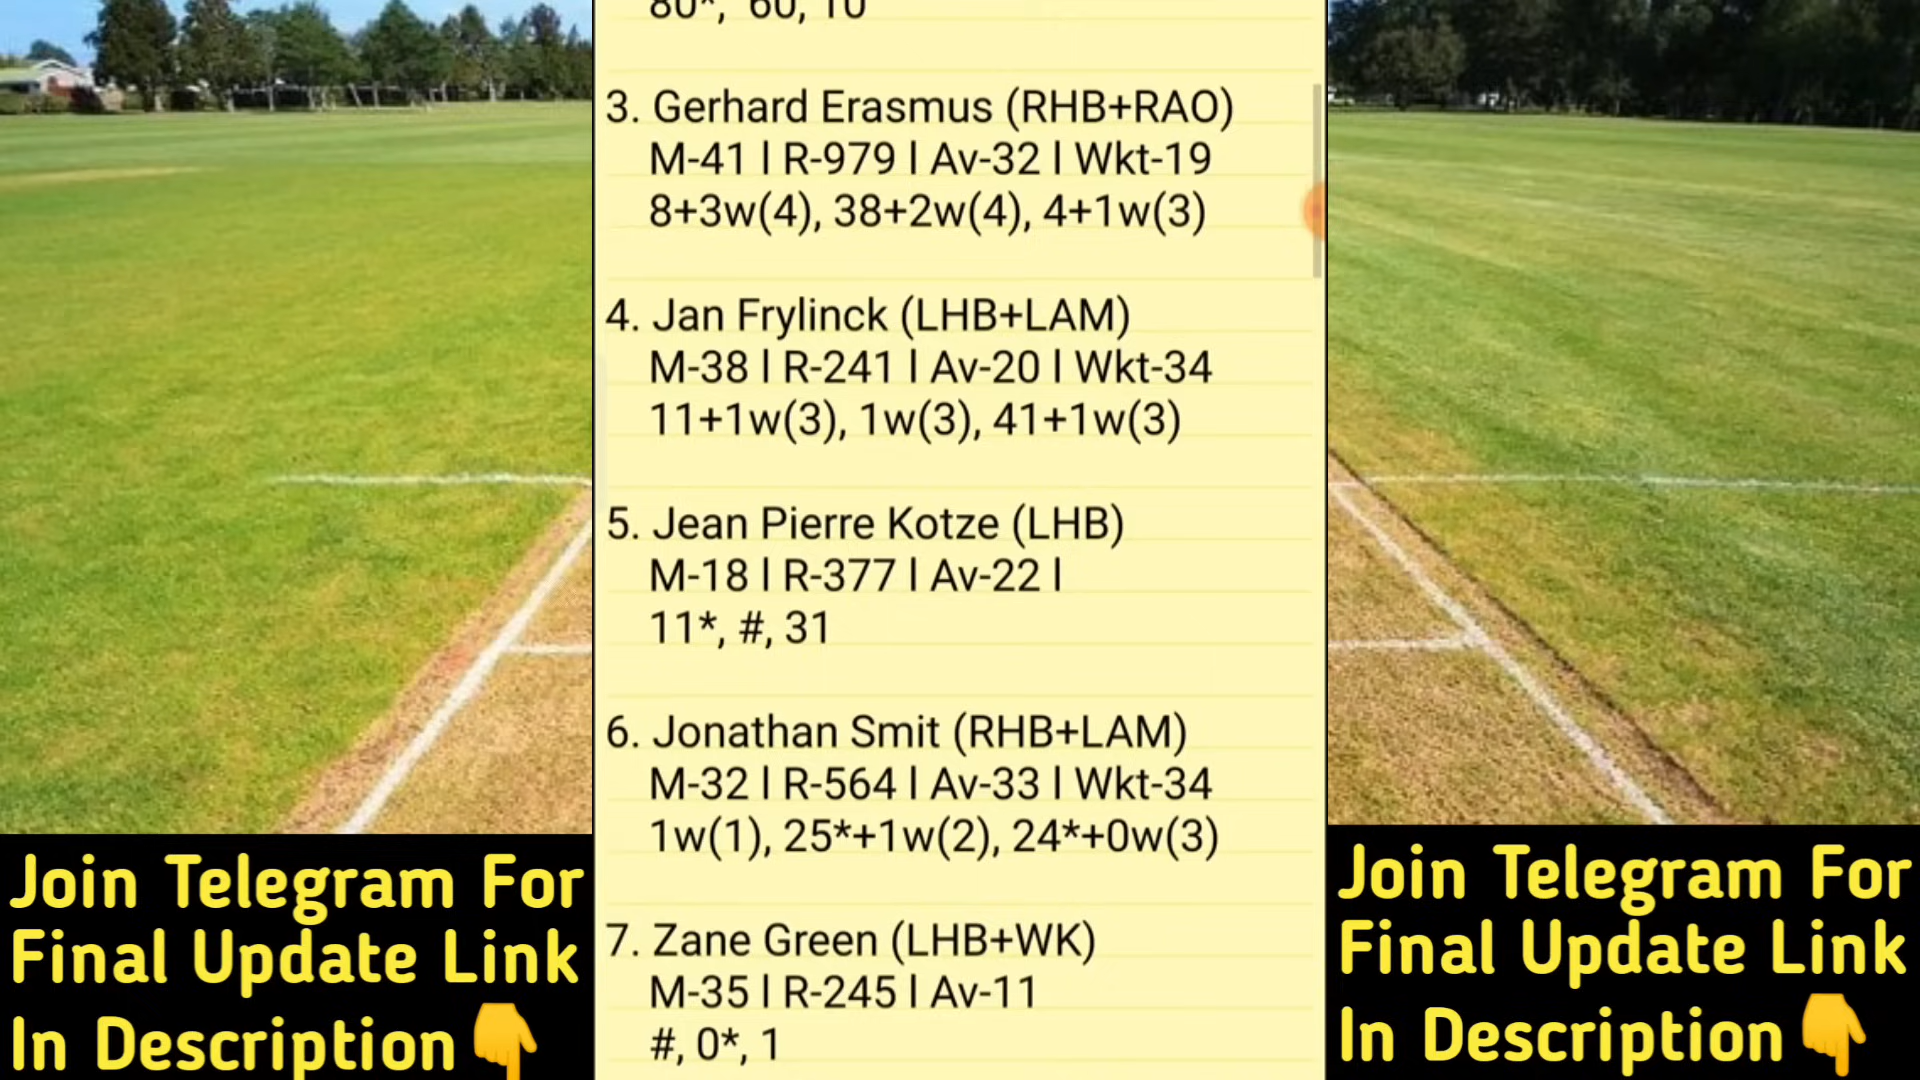 80*, 60, 10
3. Gerhard Erasmus (RHB+RAO)
M-41 | R-979 | Av-32 | Wkt-19
8+3w(4), 38+2w(4), 4+1w(3)
4. Jan Frylinck (LHB+LAM)
M-38 | R-241 | Av-20 | Wkt-34
11+1w(3), 1w(3), 41+1w(3)
5. Jean Pierre Kotze (LHB)
M-18 | R-377 | Av-22 |
11*, #, 31
6. Jonathan Smit (RHB+LAM)
M-32 | R-564 | Av-33 | Wkt-34
1w(1), 25*+1w(2), 24*+0w(3)
7. Zane Green (LHB+WK)
M-35 | R-245 | Av-11
#, 0*, 1
Join Telegram For
Final Update Link
In Description👇
Join Telegram For
Final Update Link
In Description👇